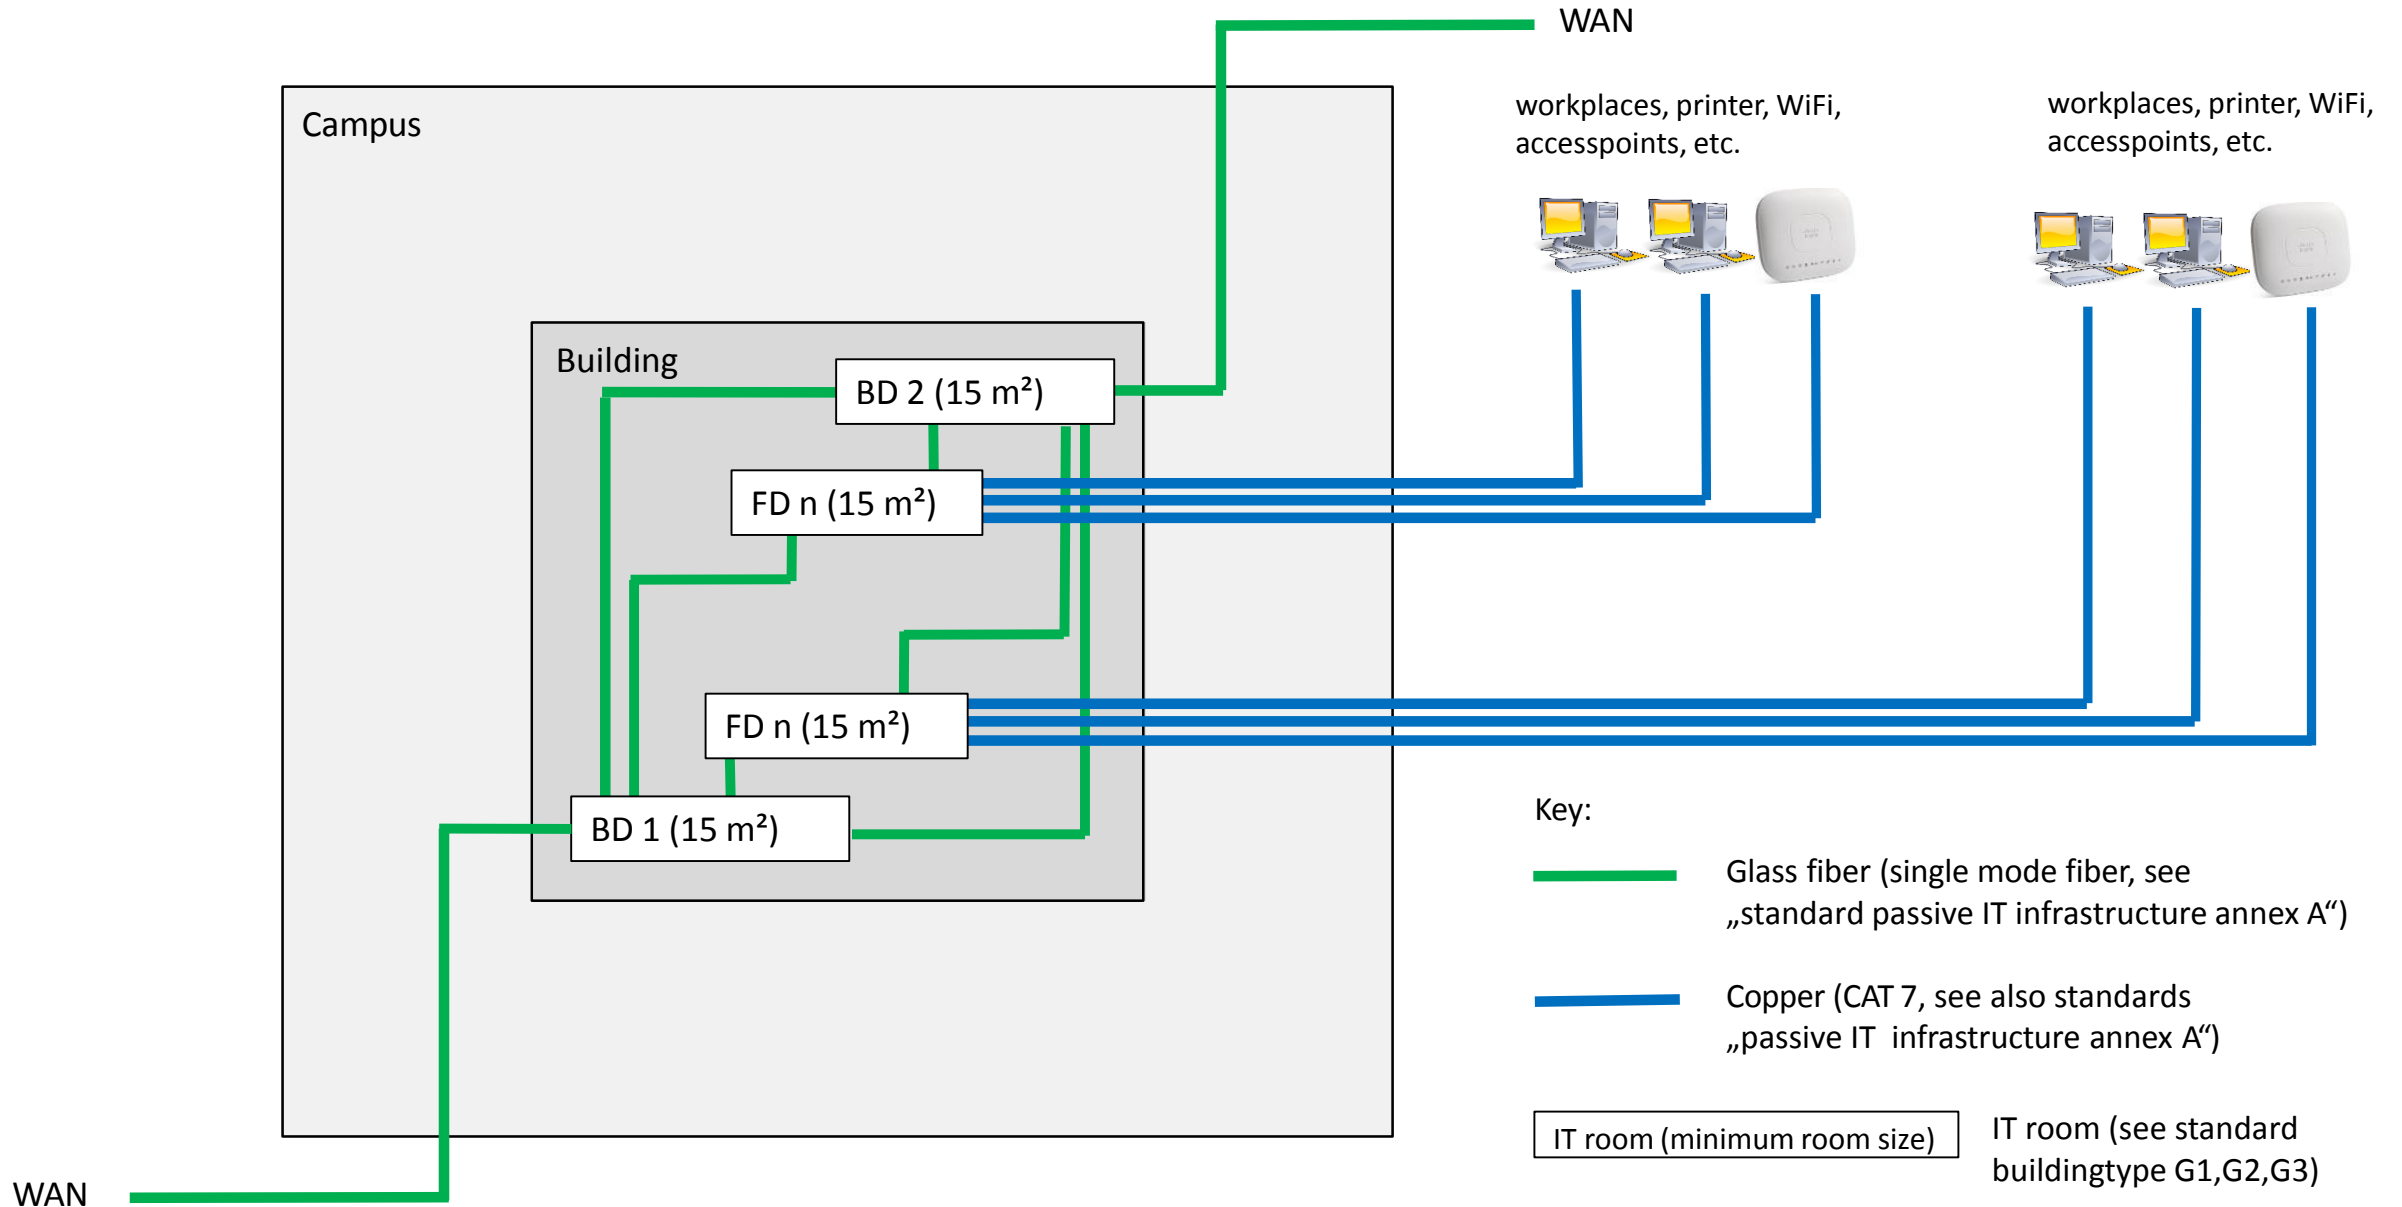 WAN
Campus
workplaces, printer, WiFi,
accesspoints, etc.
workplaces, printer, WiFi,
accesspoints, etc.
Building
BD 2 (15 m²)
FD n (15 m²)
FD n (15 m²)
BD 1 (15 m²)
Key:
Glass fiber (single mode fiber, see
„standard passive IT infrastructure annex A“)
Copper (CAT 7, see also standards
„passive IT infrastructure annex A“)
IT room (minimum room size)
IT room (see standard
buildingtype G1,G2,G3)
WAN